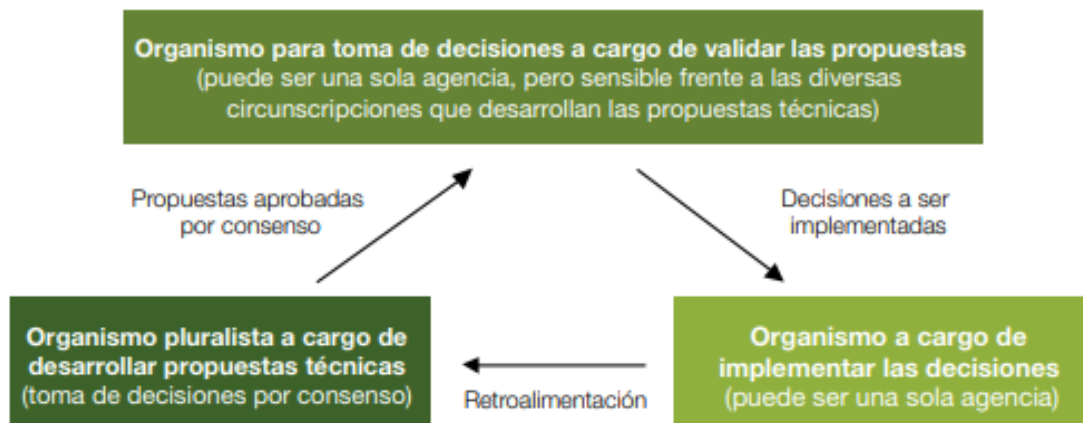 Organismo para toma de decisiones a cargo de validar las propuestas
(puede ser una sola agencia, pero sensible frente a las diversas
circunscripciones que desarrollan las propuestas técnicas)
Propuestas aprobadas
por consenso
Decisiones a ser
implementadas
Organismo pluralista a cargo de
desarrollar propuestas técnicas
(toma de decisiones por consenso)
Retroalimentación
Organismo a cargo de
implementar las decisiones
(puede ser una sola agencia)